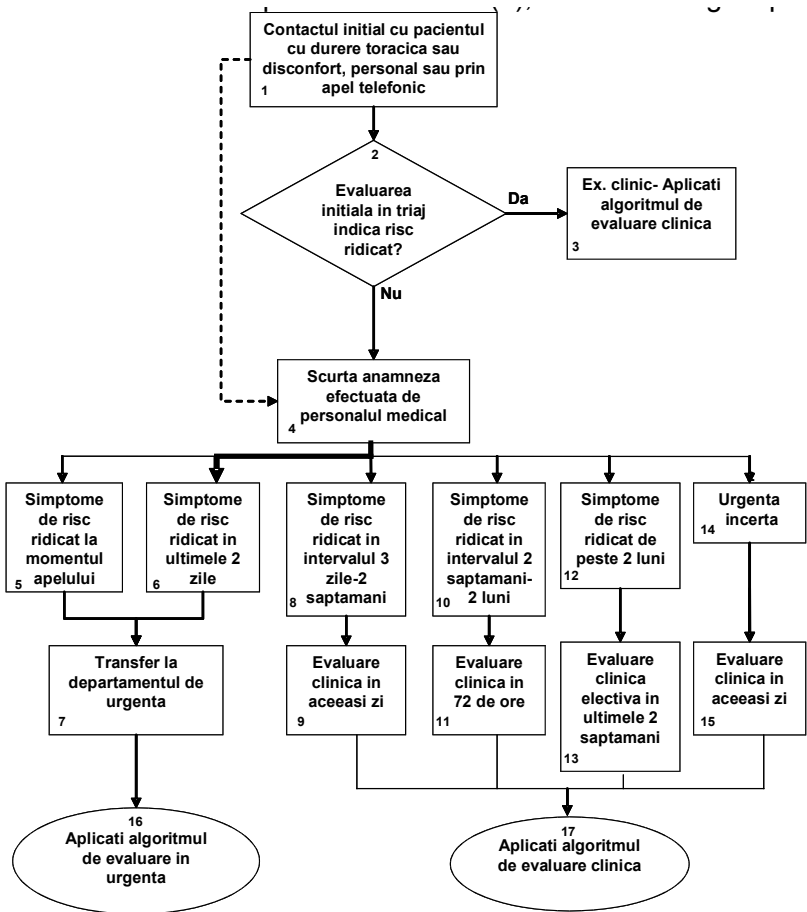 Contactul initial cu pacientul
cu durere toracica sau
disconfort, personal sau prin
apel telefonic
1
2
Evaluarea
initiala in triaj
indica risc
ridicat?
Da
Ex. clinic- Aplicati
algoritmul de
evaluare clinica
3
Nu
Scurta anamneza
efectuata de
personalul medical
4
Simptome
de risc
ridicat la
momentul
apelului
5
Simptome
de risc
ridicat in
ultimele 2
zile
6
Simptome
de risc
ridicat in
intervalul 3
zile-2
saptamani
8
Simptome
de risc
ridicat in
intervalul 2
saptamani-
2 luni
10
Simptome
de risc
ridicat de
peste 2 luni
12
Urgenta
incerta
14
Transfer la
departamentul de
urgenta
7
Evaluare
clinica in
aceeasi zi
9
Evaluare
clinica in
72 de ore
11
Evaluare
clinica
electiva in
ultimele 2
saptamani
13
Evaluare
clinica in
aceeasi zi
15
16
Aplicati algoritmul
de evaluare in
urgenta
17
Aplicati algoritmul
de evaluare clinica